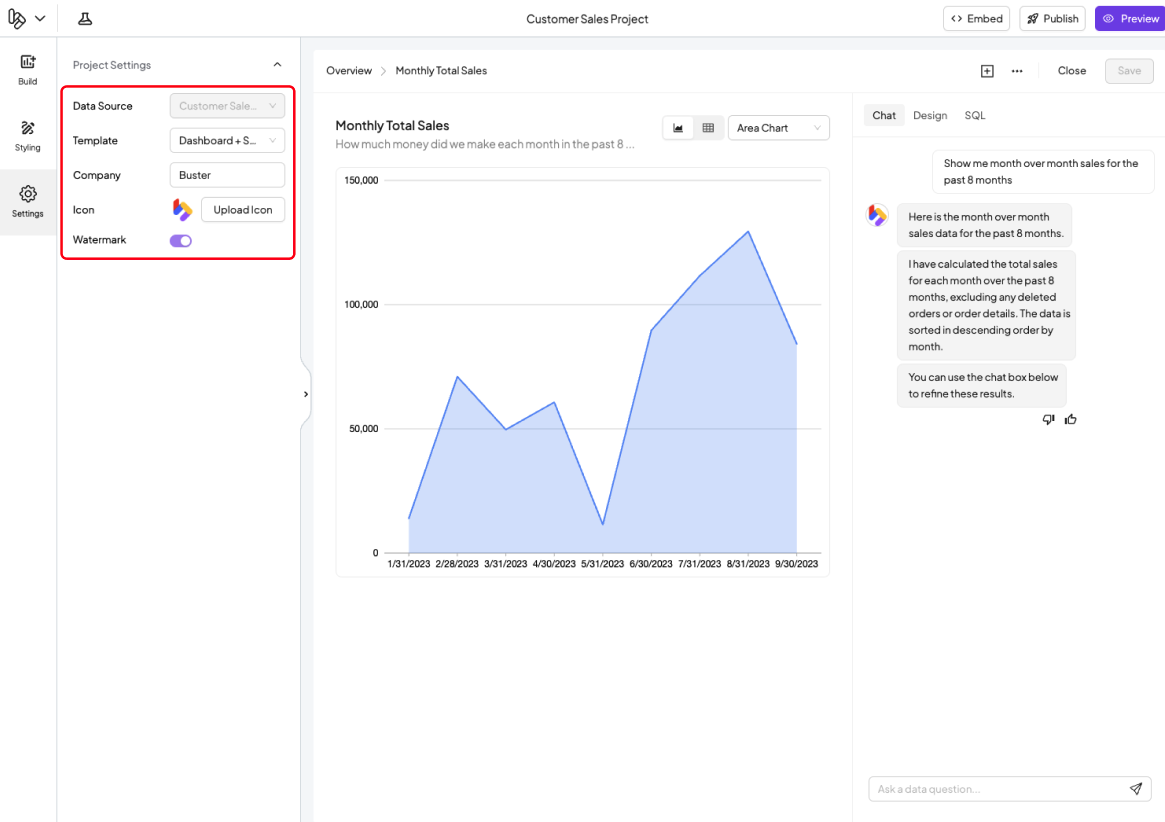 Customer Sales Project
Embed
Publish
Preview
Build
Styling
Settings
Project Settings
Data Source
Customer Sale...
Template
Dashboard + S...
Company
Buster
Icon
Upload Icon
Watermark
Overview
Monthly Total Sales
Close
Save
Monthly Total Sales
How much money did we make each month in the past 8 ...
Area Chart
150,000
100,000
50,000
0
1/31/2023 2/28/2023 3/31/2023 4/30/2023 5/31/2023 6/30/2023 7/31/2023 8/31/2023 9/30/2023
Chat
Design
SQL
Show me month over month sales for the
past 8 months
Here is the month over month
sales data for the past 8 months.
I have calculated the total sales
for each month over the past 8
months, excluding any deleted
orders or order details. The data is
sorted in descending order by
month.
You can use the chat box below
to refine these results.
Ask a data question...